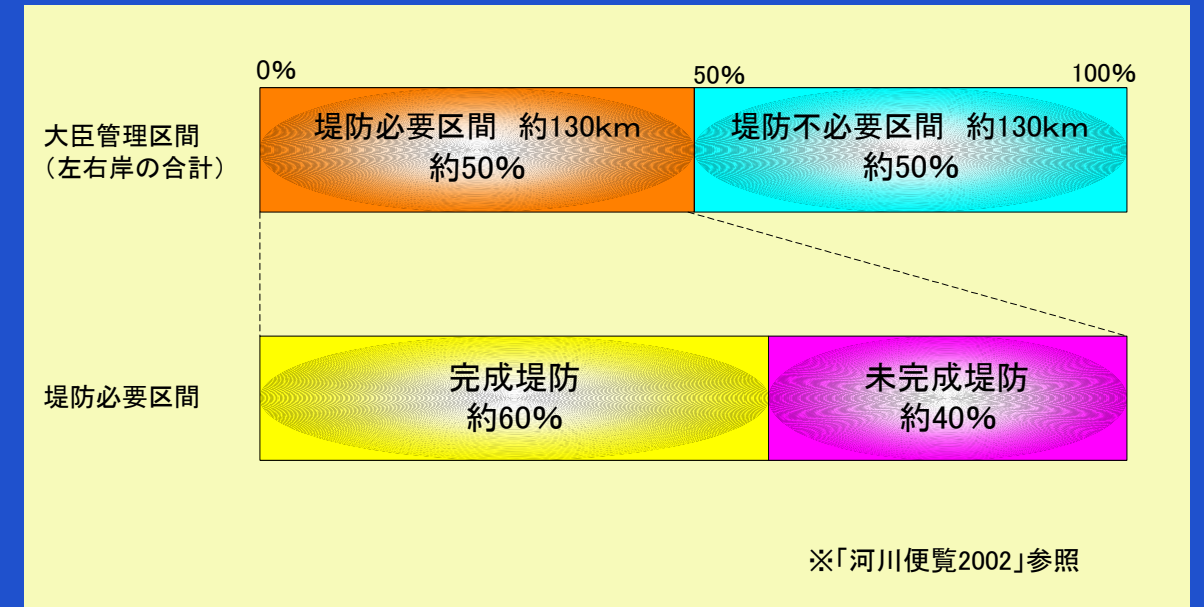 0%
50%
100%
大臣管理区間
（左右岸の合計）
堤防必要区間　約130km
約50%
堤防不必要区間　約130km
約50%
堤防必要区間
完成堤防
約60%
未完成堤防
約40%
※「河川便覧2002」参照